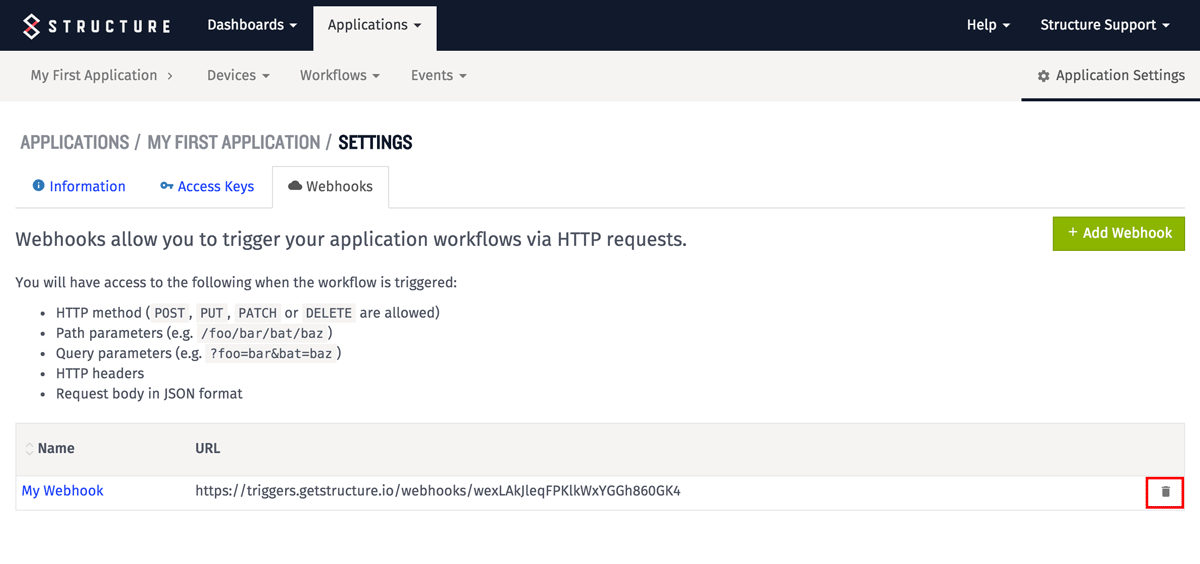 STRUCTURE Dashboards Applications Help Structure Support
My First Application Devices Workflows Events Application Settings
APPLICATIONS / MY FIRST APPLICATION / SETTINGS
Information Access Keys Webhooks
Webhooks allow you to trigger your application workflows via HTTP requests. + Add Webhook
You will have access to the following when the workflow is triggered:
• HTTP method ( POST , PUT , PATCH or DELETE are allowed)
• Path parameters (e.g. /foo/bar/bat/baz )
• Query parameters (e.g. ?foo=bar&bat=baz )
• HTTP headers
• Request body in JSON format
Name URL
My Webhook https://triggers.getstructure.io/webhooks/wexLAkJleqFPKlkWxYGGh860GK4